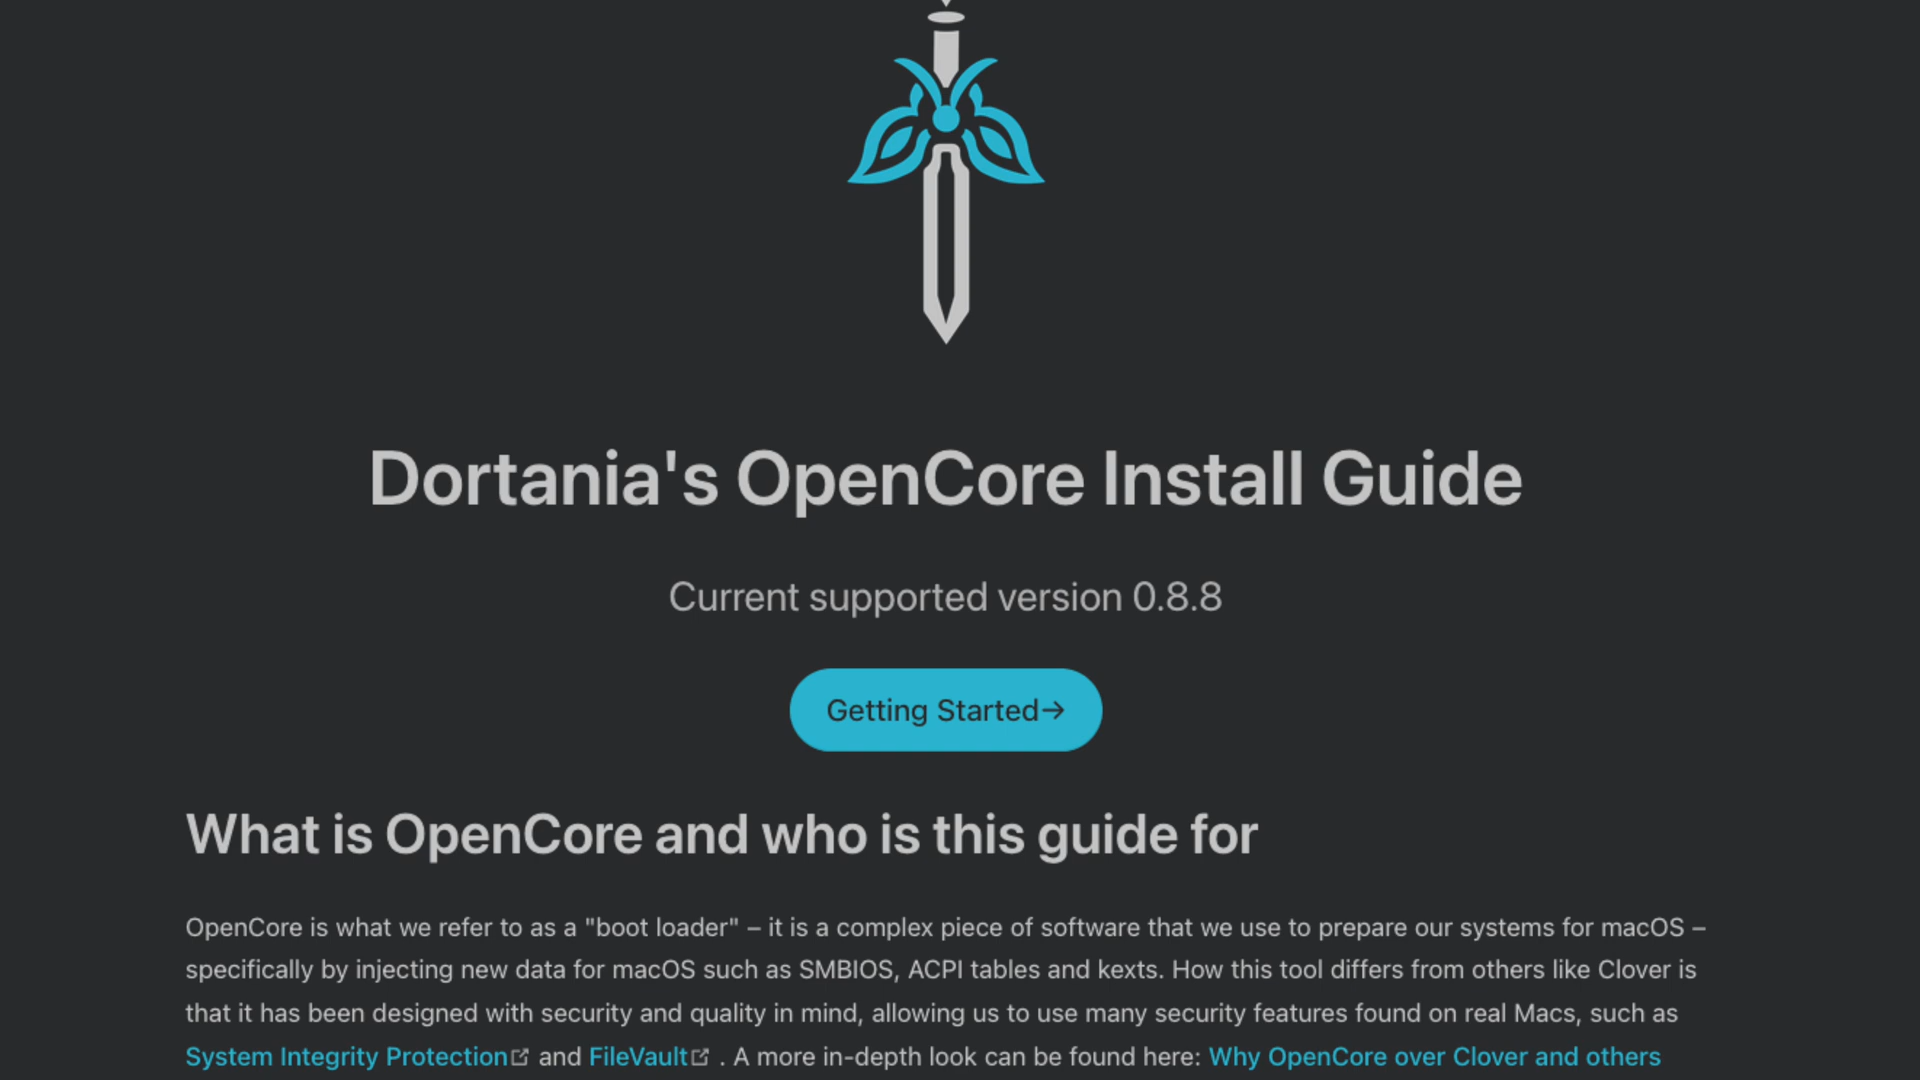 Dortania's OpenCore Install Guide
Current supported version 0.8.8
Getting Started→
What is OpenCore and who is this guide for
OpenCore is what we refer to as a "boot loader" – it is a complex piece of software that we use to prepare our systems for macOS –
specifically by injecting new data for macOS such as SMBIOS, ACPI tables and kexts. How this tool differs from others like Clover is
that it has been designed with security and quality in mind, allowing us to use many security features found on real Macs, such as
System Integrity Protection and FileVault . A more in-depth look can be found here: Why OpenCore over Clover and others